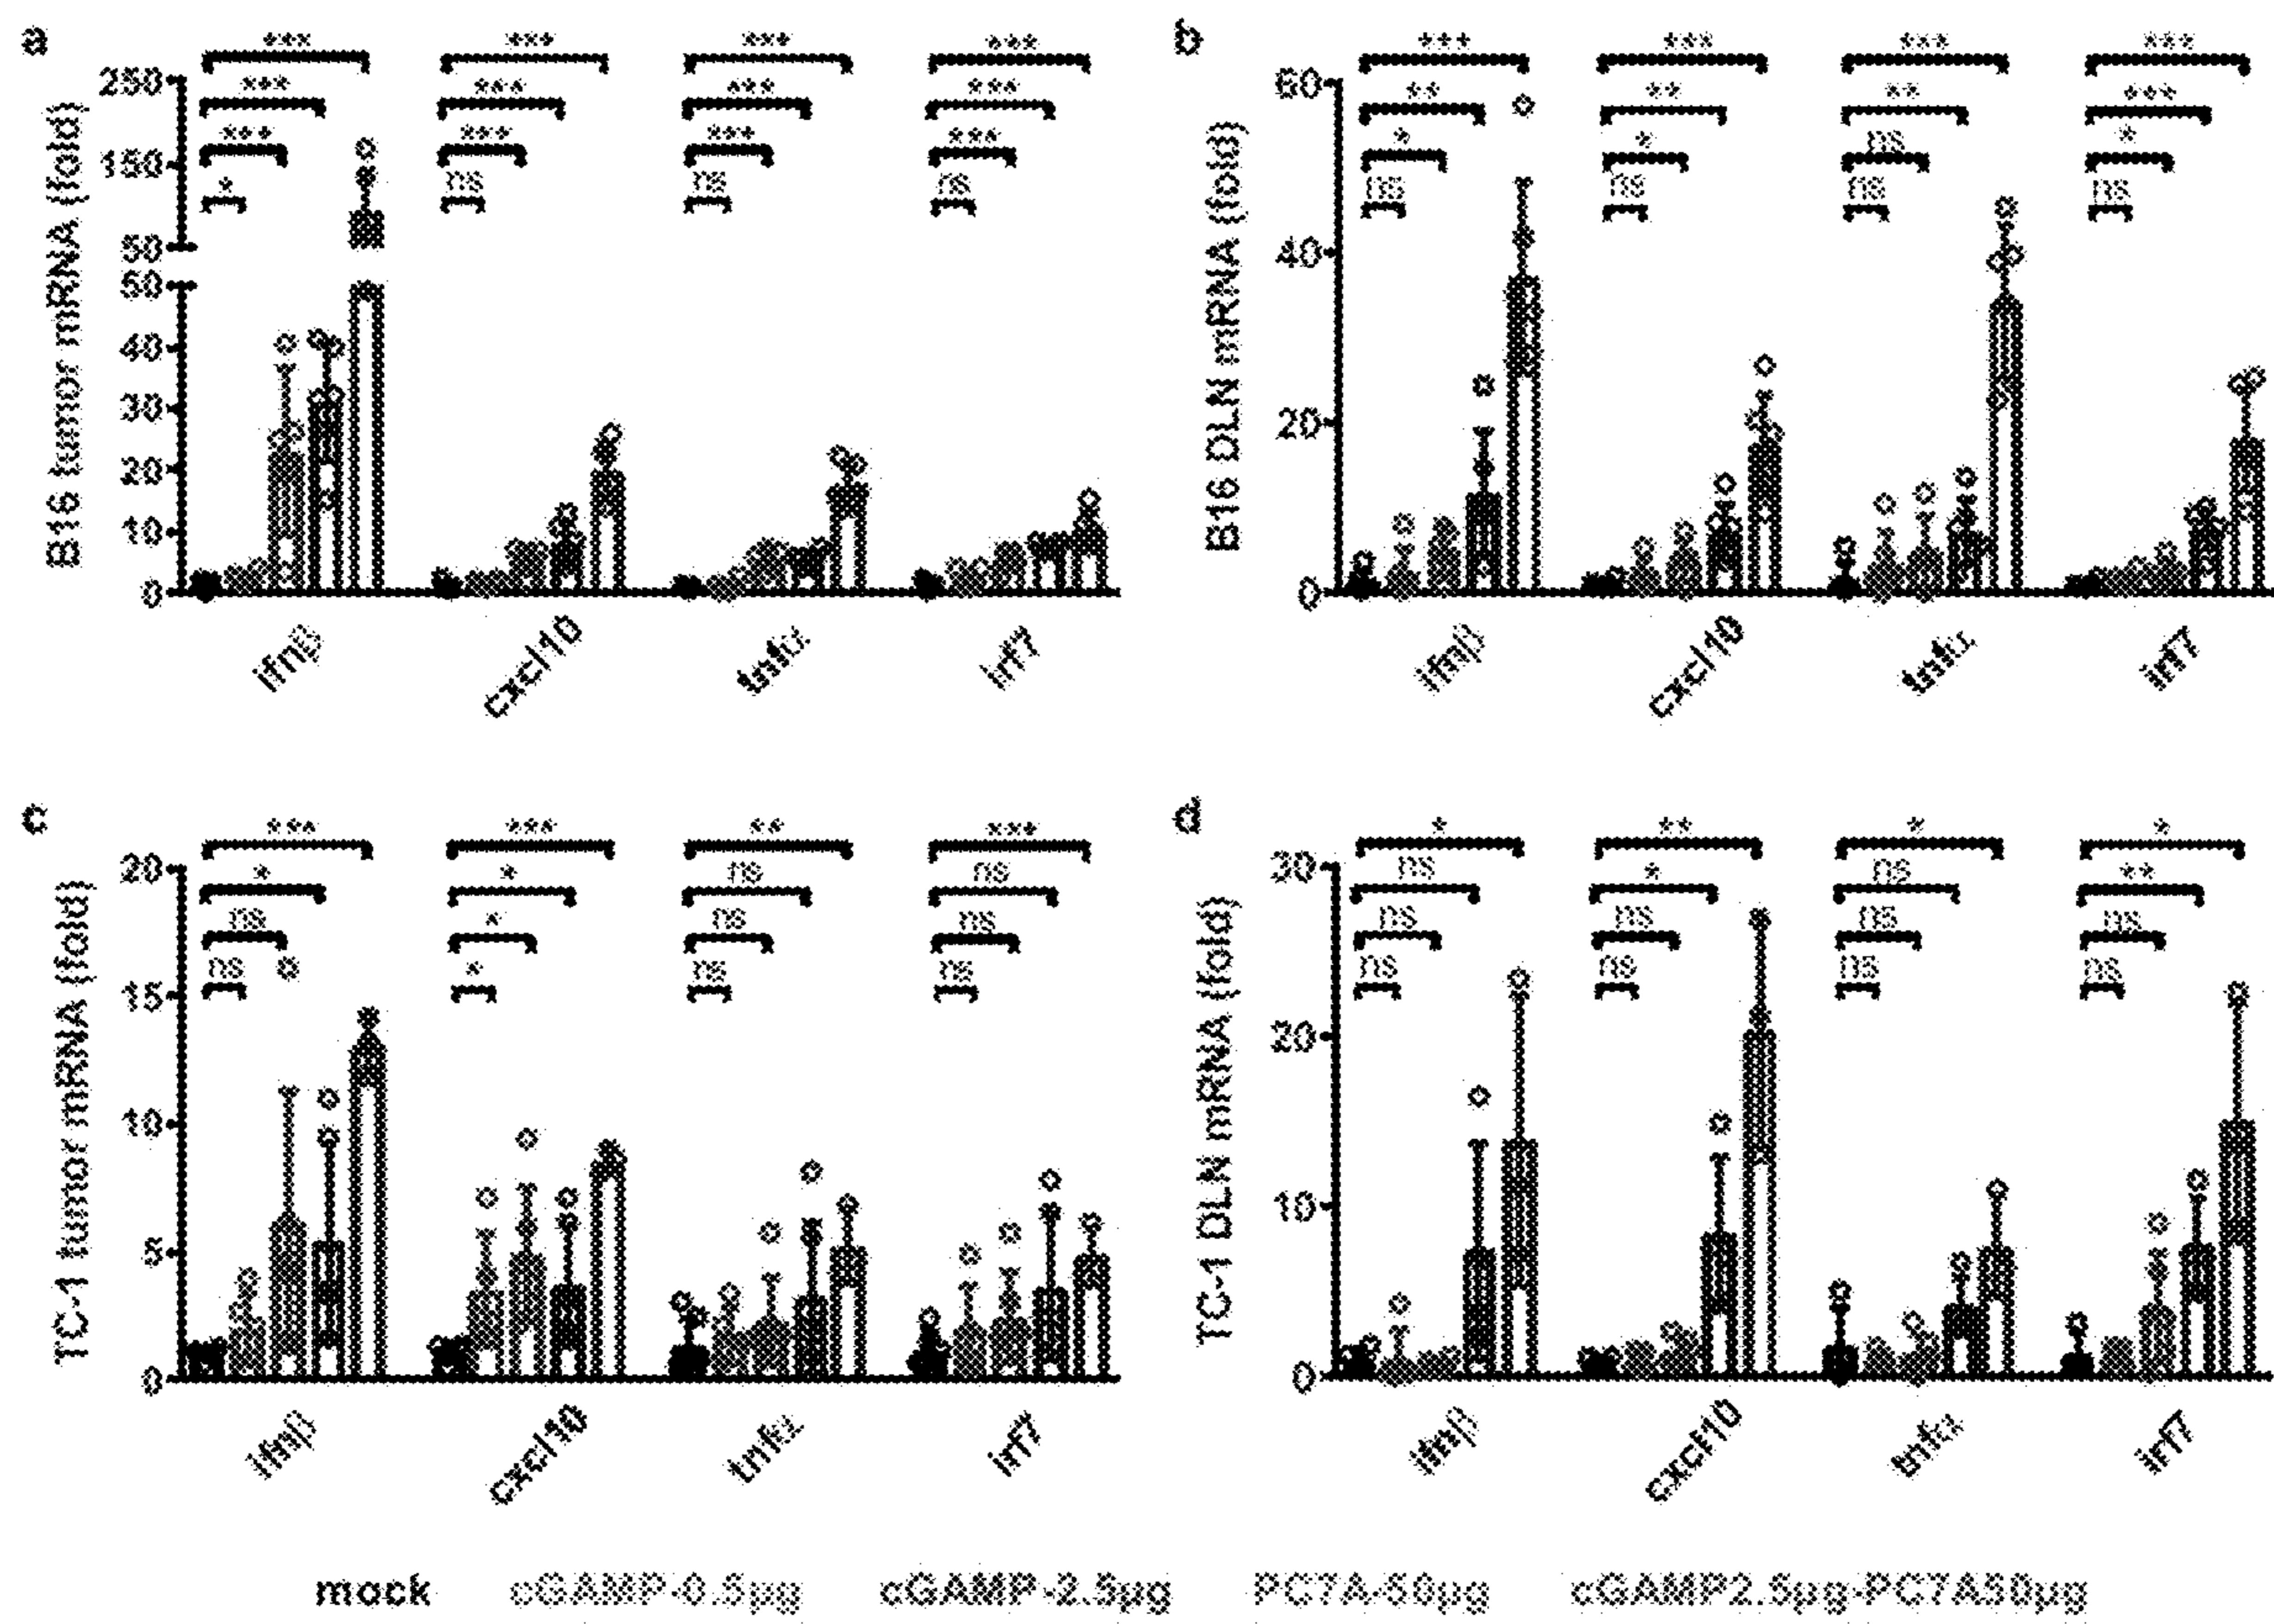 a
*** *** *** ***
*** *** *** ***
*** *** *** ***
* ns ns ns
B16 tumor mRNA (fold)
250
150
50
50
40
30
20
10
0
ifnβ cxcl10 tnfα irf7
b
*** *** *** ***
** ** ** ***
* * ns *
ns ns ns ns
B16 DLN mRNA (fold)
60
40
20
0
ifnβ cxcl10 tnfα irf7
c
*** *** ** ***
* * ns ns
ns * ns ns
ns * ns ns
TC-1 tumor mRNA (fold)
20
15
10
5
0
ifnβ cxcl10 tnfα irf7
d
* ** * *
ns * ns **
ns ns ns ns
ns ns ns ns
TC-1 DLN mRNA (fold)
30
20
10
0
ifnβ cxcl10 tnfα irf7
mock cGAMP-0.5µg cGAMP-2.5µg PC7A-50µg cGAMP2.5µg-PC7A50µg